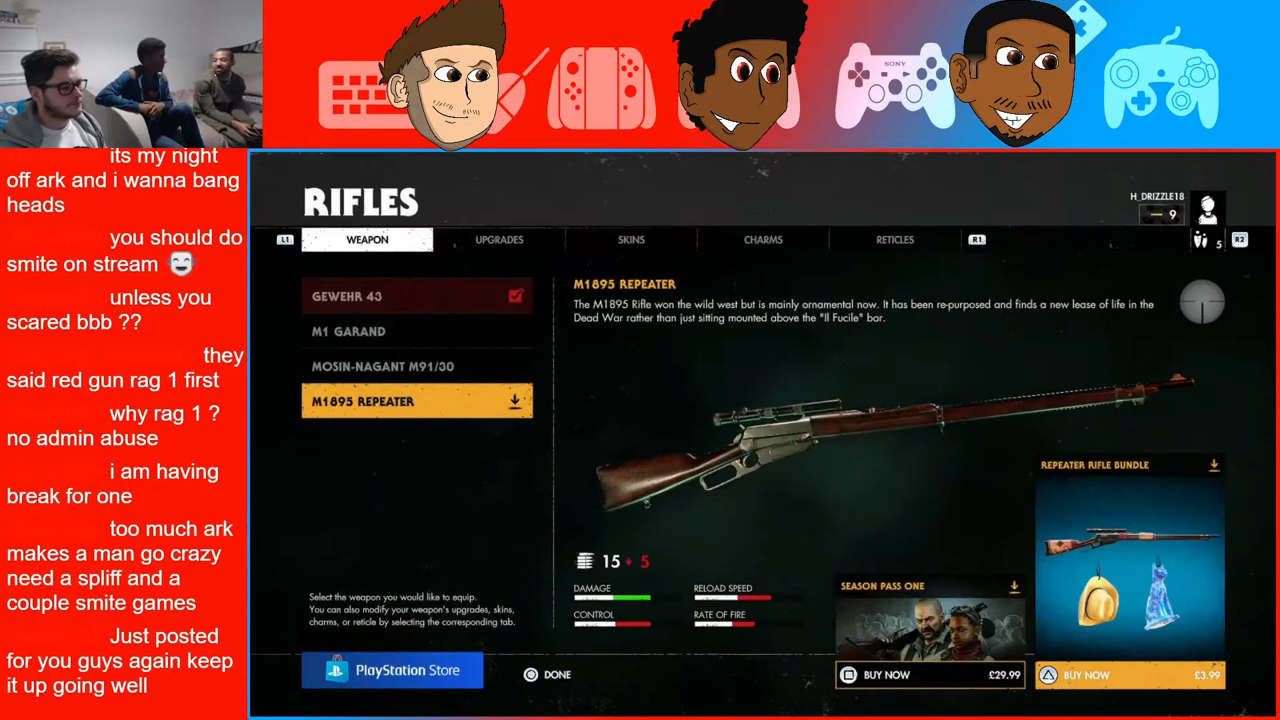 its my night
off ark and i wanna bang
heads
you should do
smite on stream 😅
unless you
scared bbb ??
they
said red gun rag 1 first
why rag 1 ?
no admin abuse
i am having
break for one
too much ark
makes a man go crazy
need a spliff and a
couple smite games
Just posted
for you guys again keep
it up going well
SONY
RIFLES
H_DRIZZLE18
9
L1
WEAPON
UPGRADES
SKINS
CHARMS
RETICLES
R1
5
R2
GEWEHR 43
M1 GARAND
MOSIN-NAGANT M91/30
M1895 REPEATER
M1895 REPEATER
The M1895 Rifle won the wild west but is mainly ornamental now. It has been re-purposed and finds a new lease of life in the
Dead War rather than just sitting mounted above the "Il Fucile" bar.
15 + 5
DAMAGE
RELOAD SPEED
CONTROL
RATE OF FIRE
Select the weapon you would like to equip.
You can also modify your weapon's upgrades, skins,
charms, or reticle by selecting the corresponding tab.
PlayStation Store
DONE
SEASON PASS ONE
BUY NOW £29.99
REPEATER RIFLE BUNDLE
BUY NOW £3.99